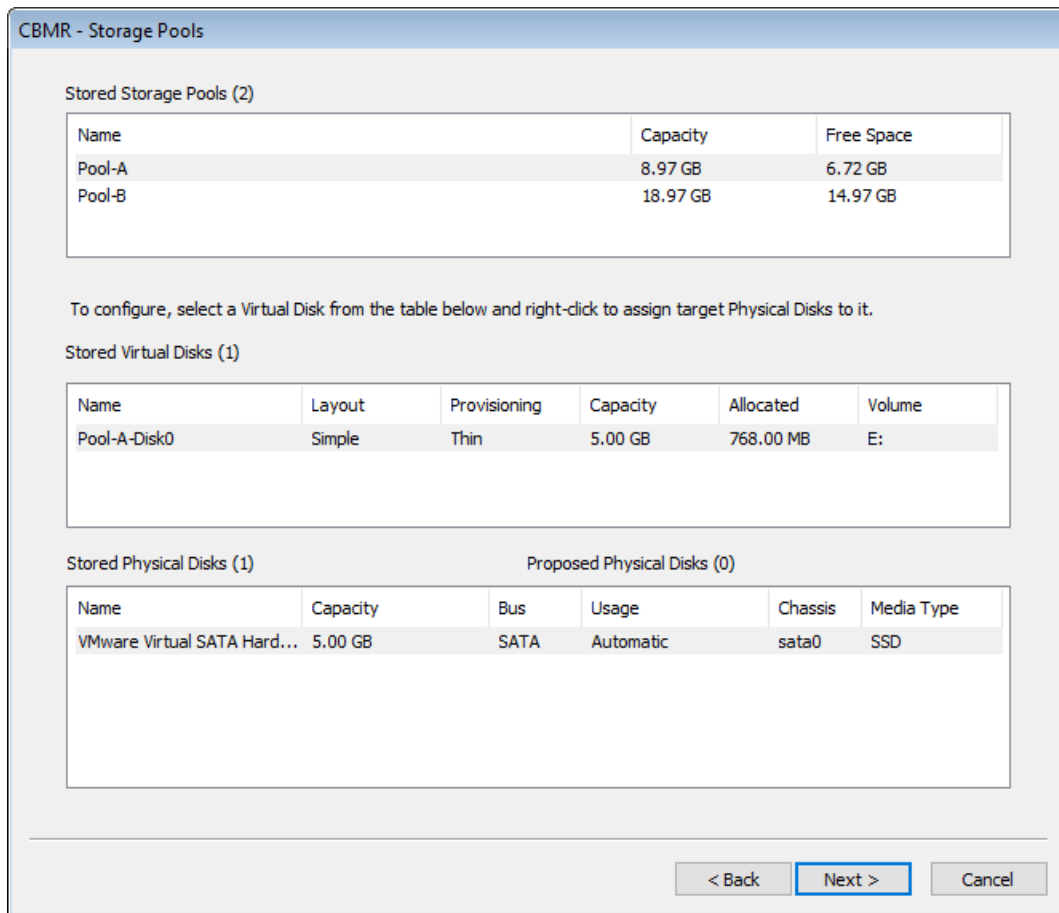 CBMR - Storage Pools
Stored Storage Pools (2)
Name Capacity Free Space
Pool-A 8.97 GB 6.72 GB
Pool-B 18.97 GB 14.97 GB
To configure, select a Virtual Disk from the table below and right-click to assign target Physical Disks to it.
Stored Virtual Disks (1)
Name Layout Provisioning Capacity Allocated Volume
Pool-A-Disk0 Simple Thin 5.00 GB 768.00 MB E:
Stored Physical Disks (1) Proposed Physical Disks (0)
Name Capacity Bus Usage Chassis Media Type
VMware Virtual SATA Hard... 5.00 GB SATA Automatic sata0 SSD
< Back Next > Cancel